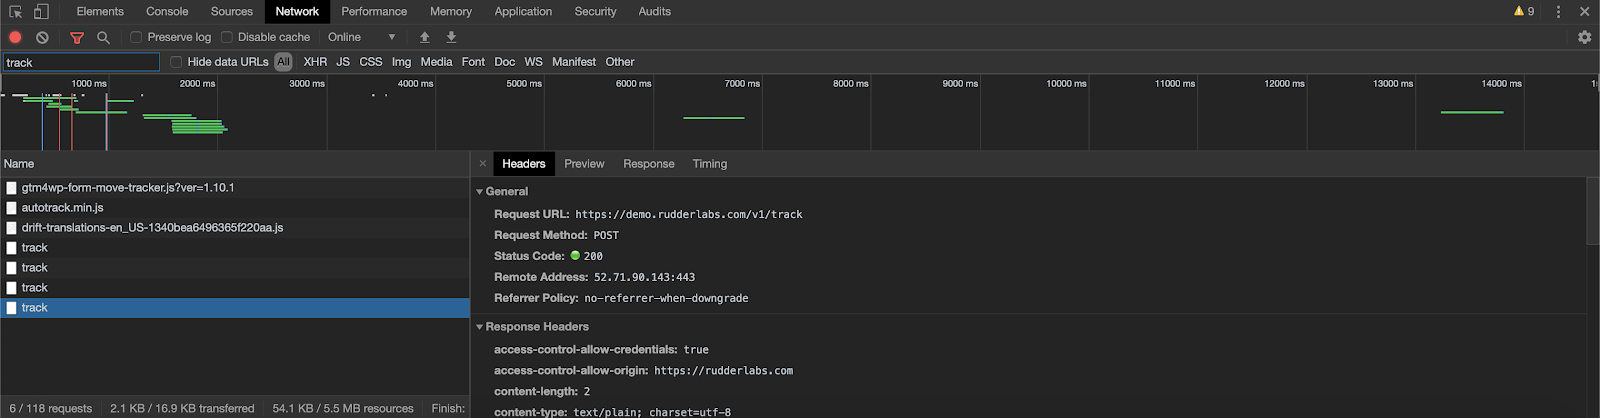 Elements Console Sources Network Performance Memory Application Security Audits 9
Preserve log Disable cache Online
track Hide data URLs All XHR JS CSS Img Media Font Doc WS Manifest Other
1000 ms 2000 ms 3000 ms 4000 ms 5000 ms 6000 ms 7000 ms 8000 ms 9000 ms 10000 ms 11000 ms 12000 ms 13000 ms 14000 ms
Name
gtm4wp-form-move-tracker.js?ver=1.10.1
autotrack.min.js
drift-translations-en_US-1340bea6496365f220aa.js
track
track
track
track
6 / 118 requests 2.1 KB / 16.9 KB transferred 54.1 KB / 5.5 MB resources Finish:
Headers Preview Response Timing
General
Request URL: https://demo.rudderlabs.com/v1/track
Request Method: POST
Status Code: 200
Remote Address: 52.71.90.143:443
Referrer Policy: no-referrer-when-downgrade
Response Headers
access-control-allow-credentials: true
access-control-allow-origin: https://rudderlabs.com
content-length: 2
content-type: text/plain; charset=utf-8